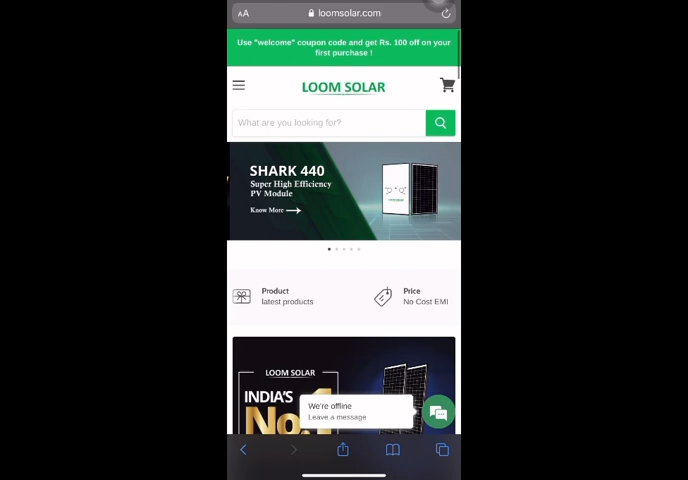 AA loomsolar.com
Use "welcome" coupon code and get Rs. 100 off on your
first purchase !
LOOM SOLAR
What are you looking for?
SHARK 440
Super High Efficiency
PV Module
Know More
Product
latest products
Price
No Cost EMI
LOOM SOLAR
INDIA'S
No.1
We're offline
Leave a message